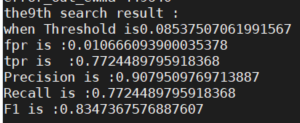 the9th search result :
when Threshold is0.08537507061991567
fpr is :0.010666093900035378
tpr is  :0.7724489795918368
Precision is :0.9079509769713887
Recall is :0.7724489795918368
F1 is :0.8347367576887607